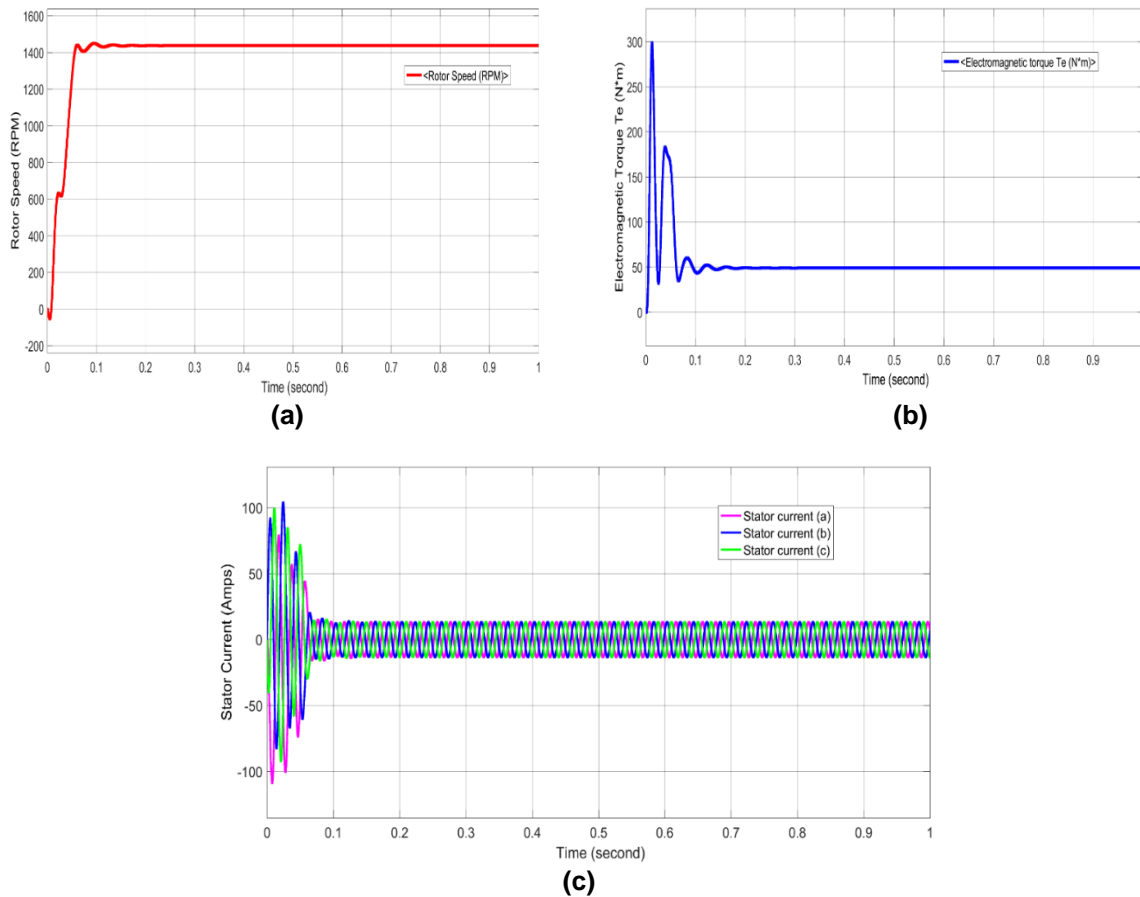 1600
1400
1200
1000
800
600
400
200
0
-200
Rotor Speed (RPM)
<Rotor Speed (RPM)>
0 0.1 0.2 0.3 0.4 0.5 0.6 0.7 0.8 0.9 1
Time (second)
(a)
300
250
200
150
100
50
0
Electromagnetic Torque Te (N*m)
<Electromagnetic torque Te (N*m)>
0 0.1 0.2 0.3 0.4 0.5 0.6 0.7 0.8 0.9
Time (second)
(b)
100
50
0
-50
-100
Stator Current (Amps)
Stator current (a)
Stator current (b)
Stator current (c)
0 0.1 0.2 0.3 0.4 0.5 0.6 0.7 0.8 0.9 1
Time (second)
(c)